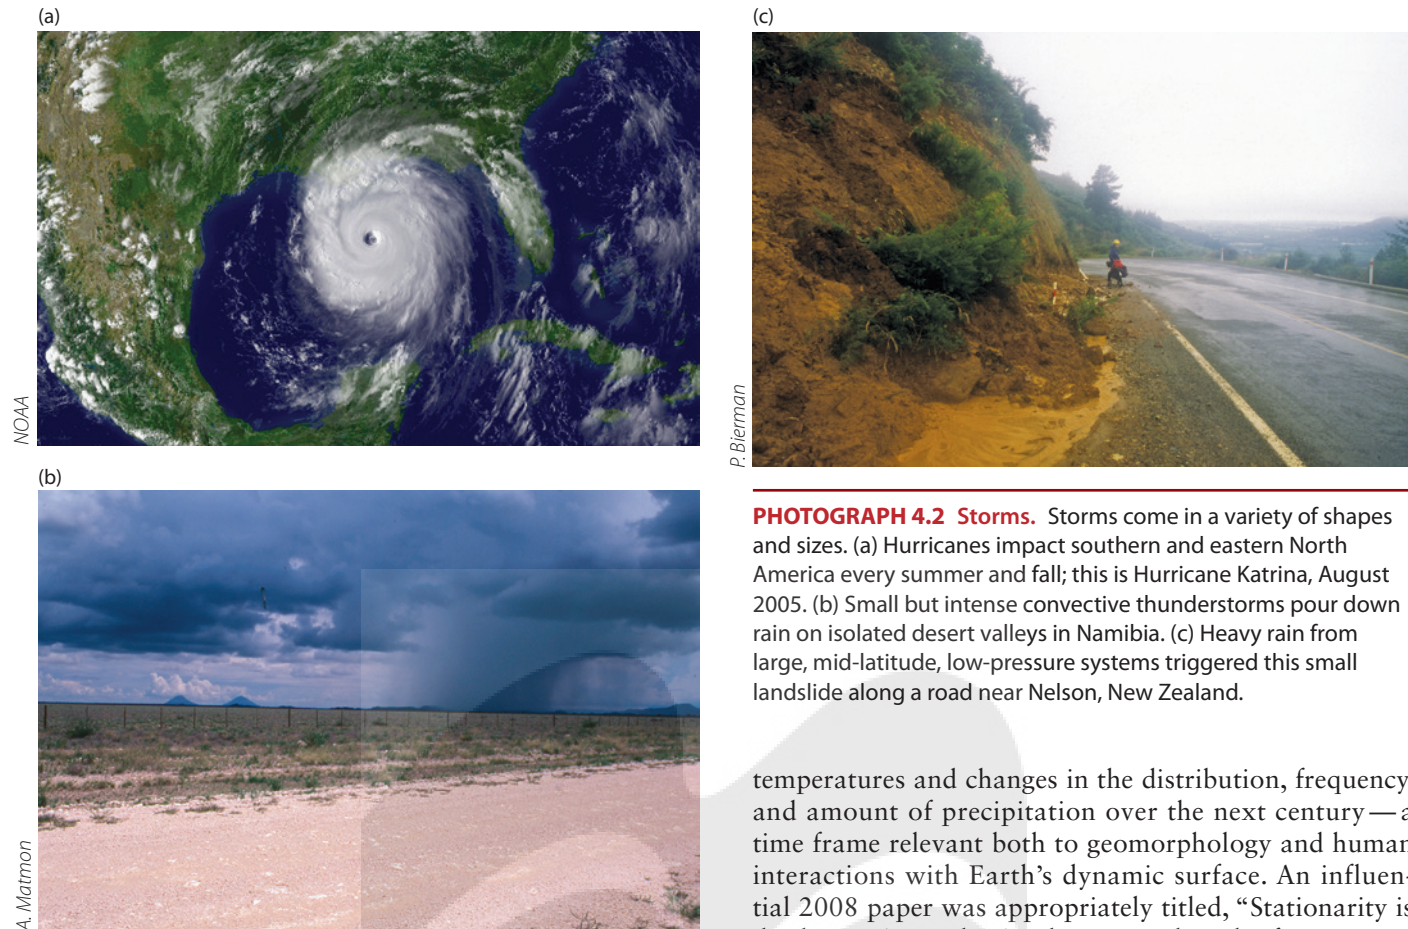 (a)
NOAA
(b)
A. Matmon
(c)
P. Bierman
PHOTOGRAPH 4.2 Storms. Storms come in a variety of shapes
and sizes. (a) Hurricanes impact southern and eastern North
America every summer and fall; this is Hurricane Katrina, August
2005. (b) Small but intense convective thunderstorms pour down
rain on isolated desert valleys in Namibia. (c) Heavy rain from
large, mid-latitude, low-pressure systems triggered this small
landslide along a road near Nelson, New Zealand.
temperatures and changes in the distribution, frequency
and amount of precipitation over the next century — a
time frame relevant both to geomorphology and human
interactions with Earth’s dynamic surface. An influen-
tial 2008 paper was appropriately titled, “Stationarity is